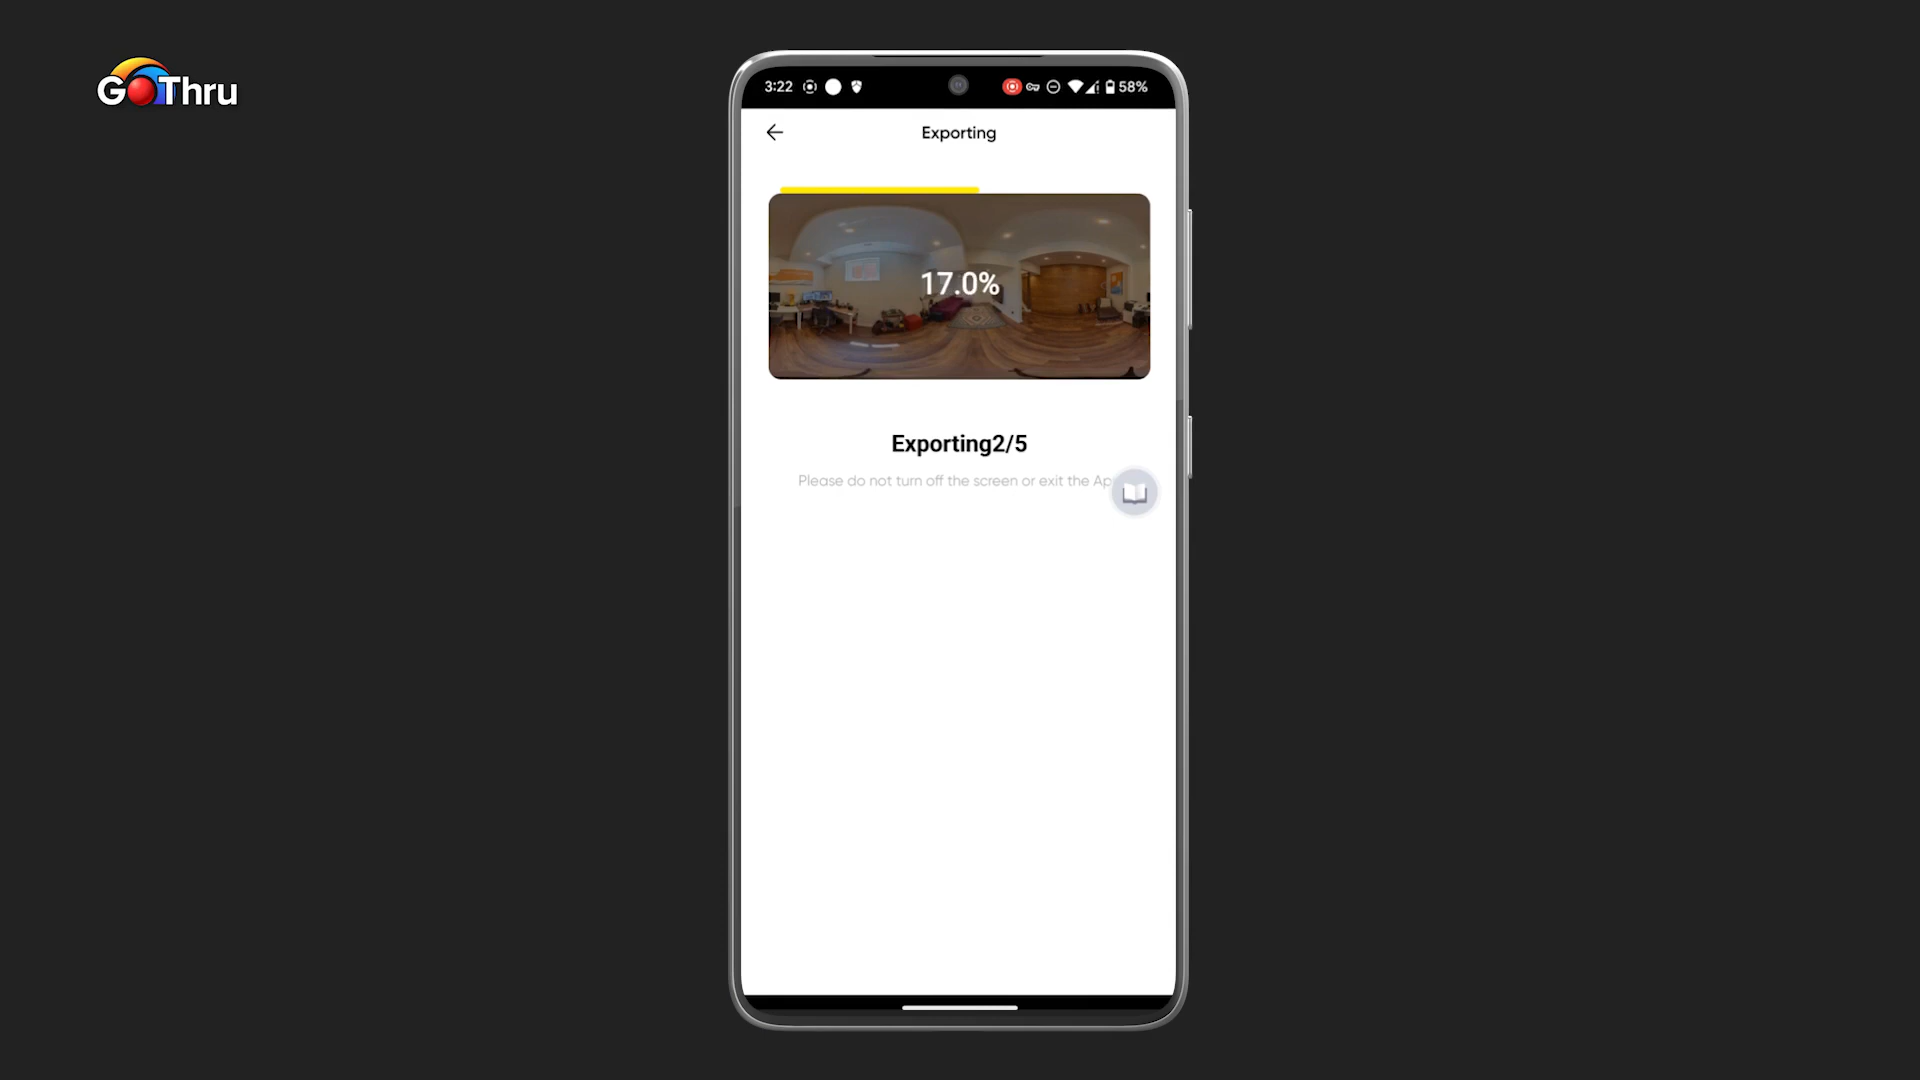 GoThru
3:22
58%
Exporting
17.0%
Exporting2/5
Please do not turn off the screen or exit the